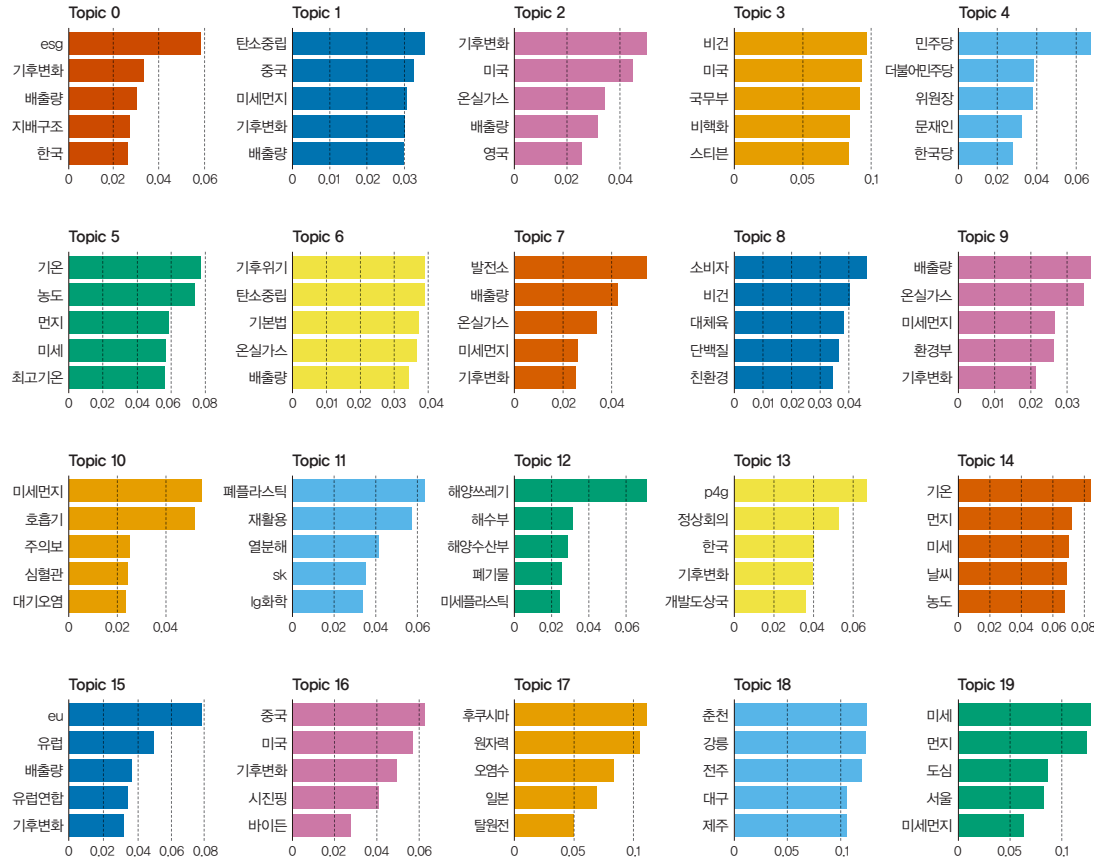 Topic 0
esg
기후변화
배출량
지배구조
한국
0 0.02 0.04 0.06
Topic 1
탄소중립
중국
미세먼지
기후변화
배출량
0 0.01 0.02 0.03
Topic 2
기후변화
미국
온실가스
배출량
영국
0 0.02 0.04
Topic 3
비건
미국
국무부
비핵화
스티븐
0 0.05 0.1
Topic 4
민주당
더불어민주당
위원장
문재인
한국당
0 0.02 0.04 0.06
Topic 5
기온
농도
먼지
미세
최고기온
0 0.02 0.04 0.06 0.08
Topic 6
기후위기
탄소중립
기본법
온실가스
배출량
0 0.01 0.02 0.03 0.04
Topic 7
발전소
배출량
온실가스
미세먼지
기후변화
0 0.02 0.04
Topic 8
소비자
비건
대체육
단백질
친환경
0 0.01 0.02 0.03 0.04
Topic 9
배출량
온실가스
미세먼지
환경부
기후변화
0 0.01 0.02 0.03
Topic 10
미세먼지
호흡기
주의보
심혈관
대기오염
0 0.02 0.04
Topic 11
폐플라스틱
재활용
열분해
sk
lg화학
0 0.02 0.04 0.06
Topic 12
해양쓰레기
해수부
해양수산부
폐기물
미세플라스틱
0 0.02 0.04 0.06
Topic 13
p4g
정상회의
한국
기후변화
개발도상국
0 0.02 0.04 0.06
Topic 14
기온
먼지
미세
날씨
농도
0 0.02 0.04 0.06 0.08
Topic 15
eu
유럽
배출량
유럽연합
기후변화
0 0.02 0.04 0.06 0.08
Topic 16
중국
미국
기후변화
시진핑
바이든
0 0.02 0.04 0.06
Topic 17
후쿠시마
원자력
오염수
일본
탈원전
0 0.05 0.1
Topic 18
춘천
강릉
전주
대구
제주
0 0.05 0.1
Topic 19
미세
먼지
도심
서울
미세먼지
0 0.05 0.1